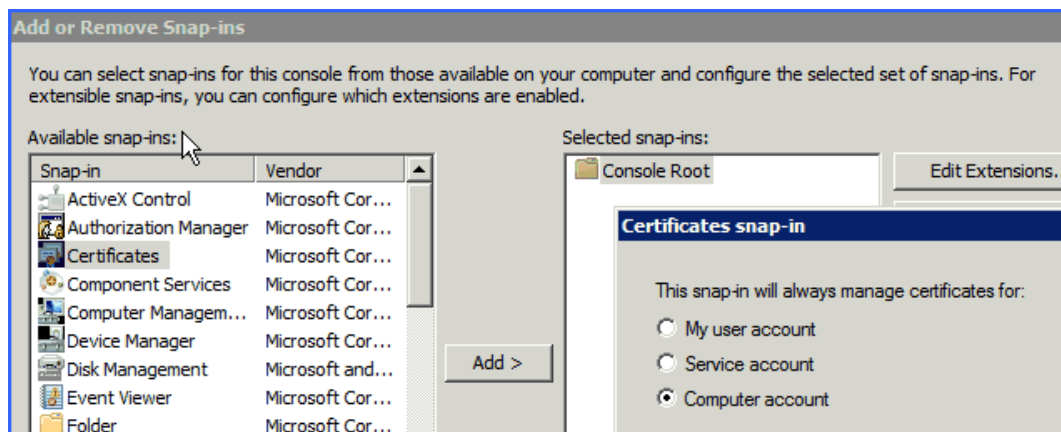 Add or Remove Snap-ins
You can select snap-ins for this console from those available on your computer and configure the selected set of snap-ins. For
extensible snap-ins, you can configure which extensions are enabled.
Available snap-ins:
Snap-in Vendor
ActiveX Control Microsoft Cor...
Authorization Manager Microsoft Cor...
Certificates Microsoft Cor...
Component Services Microsoft Cor...
Computer Managem... Microsoft Cor...
Device Manager Microsoft Cor...
Disk Management Microsoft and...
Event Viewer Microsoft Cor...
Folder Microsoft Cor...
Add >
Selected snap-ins:
Console Root
Edit Extensions.
Certificates snap-in
This snap-in will always manage certificates for:
My user account
Service account
Computer account